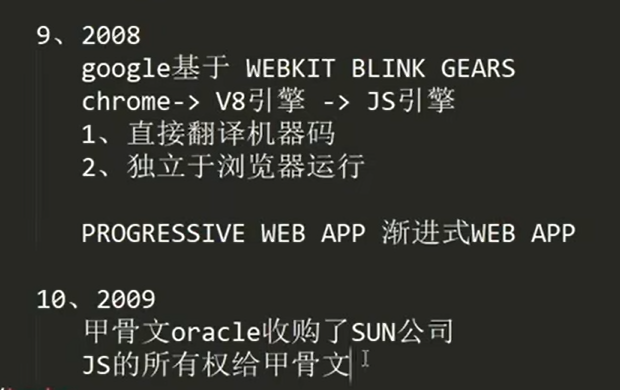 9、2008
google基于 WEBKIT BLINK GEARS
chrome-> V8引擎 -> JS引擎
1、直接翻译机器码
2、独立于浏览器运行
PROGRESSIVE WEB APP 渐进式WEB APP
10、2009
甲骨文oracle收购了SUN公司
JS的所有权给甲骨文